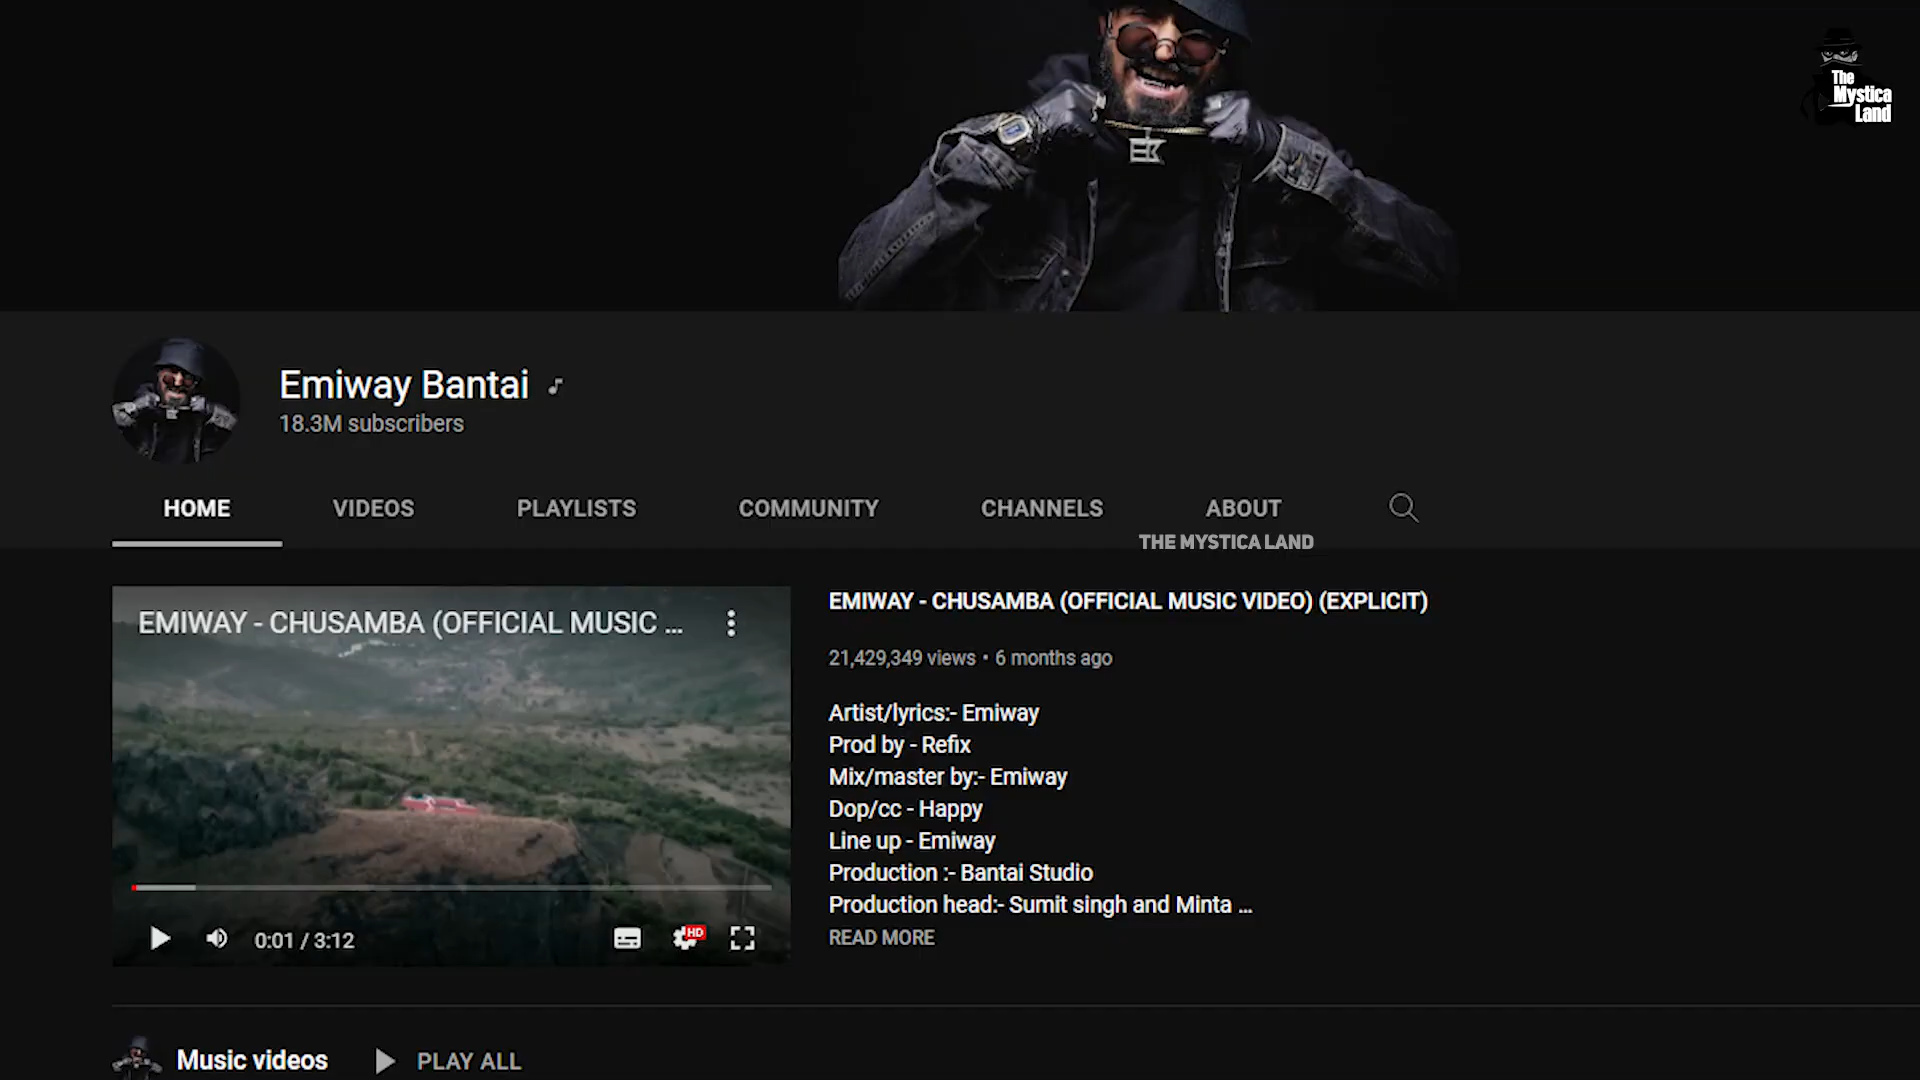 The
Mystica
Land
EK
Emiway Bantai
18.3M subscribers
HOME
VIDEOS
PLAYLISTS
COMMUNITY
CHANNELS
ABOUT
THE MYSTICA LAND
EMIWAY - CHUSAMBA (OFFICIAL MUSIC ...
EMIWAY - CHUSAMBA (OFFICIAL MUSIC VIDEO) (EXPLICIT)
21,429,349 views • 6 months ago
Artist/lyrics:- Emiway
Prod by - Refix
Mix/master by:- Emiway
Dop/cc - Happy
Line up - Emiway
Production :- Bantai Studio
Production head:- Sumit singh and Minta ...
READ MORE
0:01 / 3:12
HD
Music videos
PLAY ALL